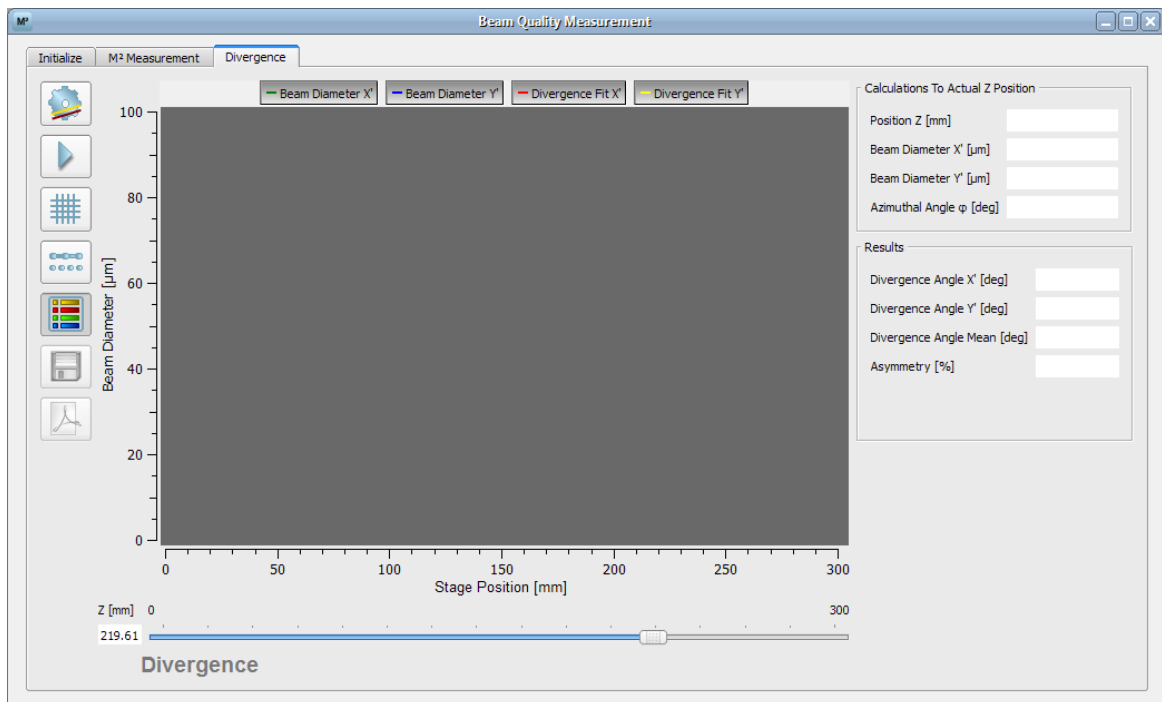 M² Beam Quality Measurement
Initialize M² Measurement Divergence
Beam Diameter X' Beam Diameter Y' Divergence Fit X' Divergence Fit Y'
100
80
60
40
20
0
Beam Diameter [µm]
0 50 100 150 200 250 300
Stage Position [mm]
Z [mm] 0 300
219.61
Divergence
Calculations To Actual Z Position
Position Z [mm]
Beam Diameter X' [µm]
Beam Diameter Y' [µm]
Azimuthal Angle φ [deg]
Results
Divergence Angle X' [deg]
Divergence Angle Y' [deg]
Divergence Angle Mean [deg]
Asymmetry [%]